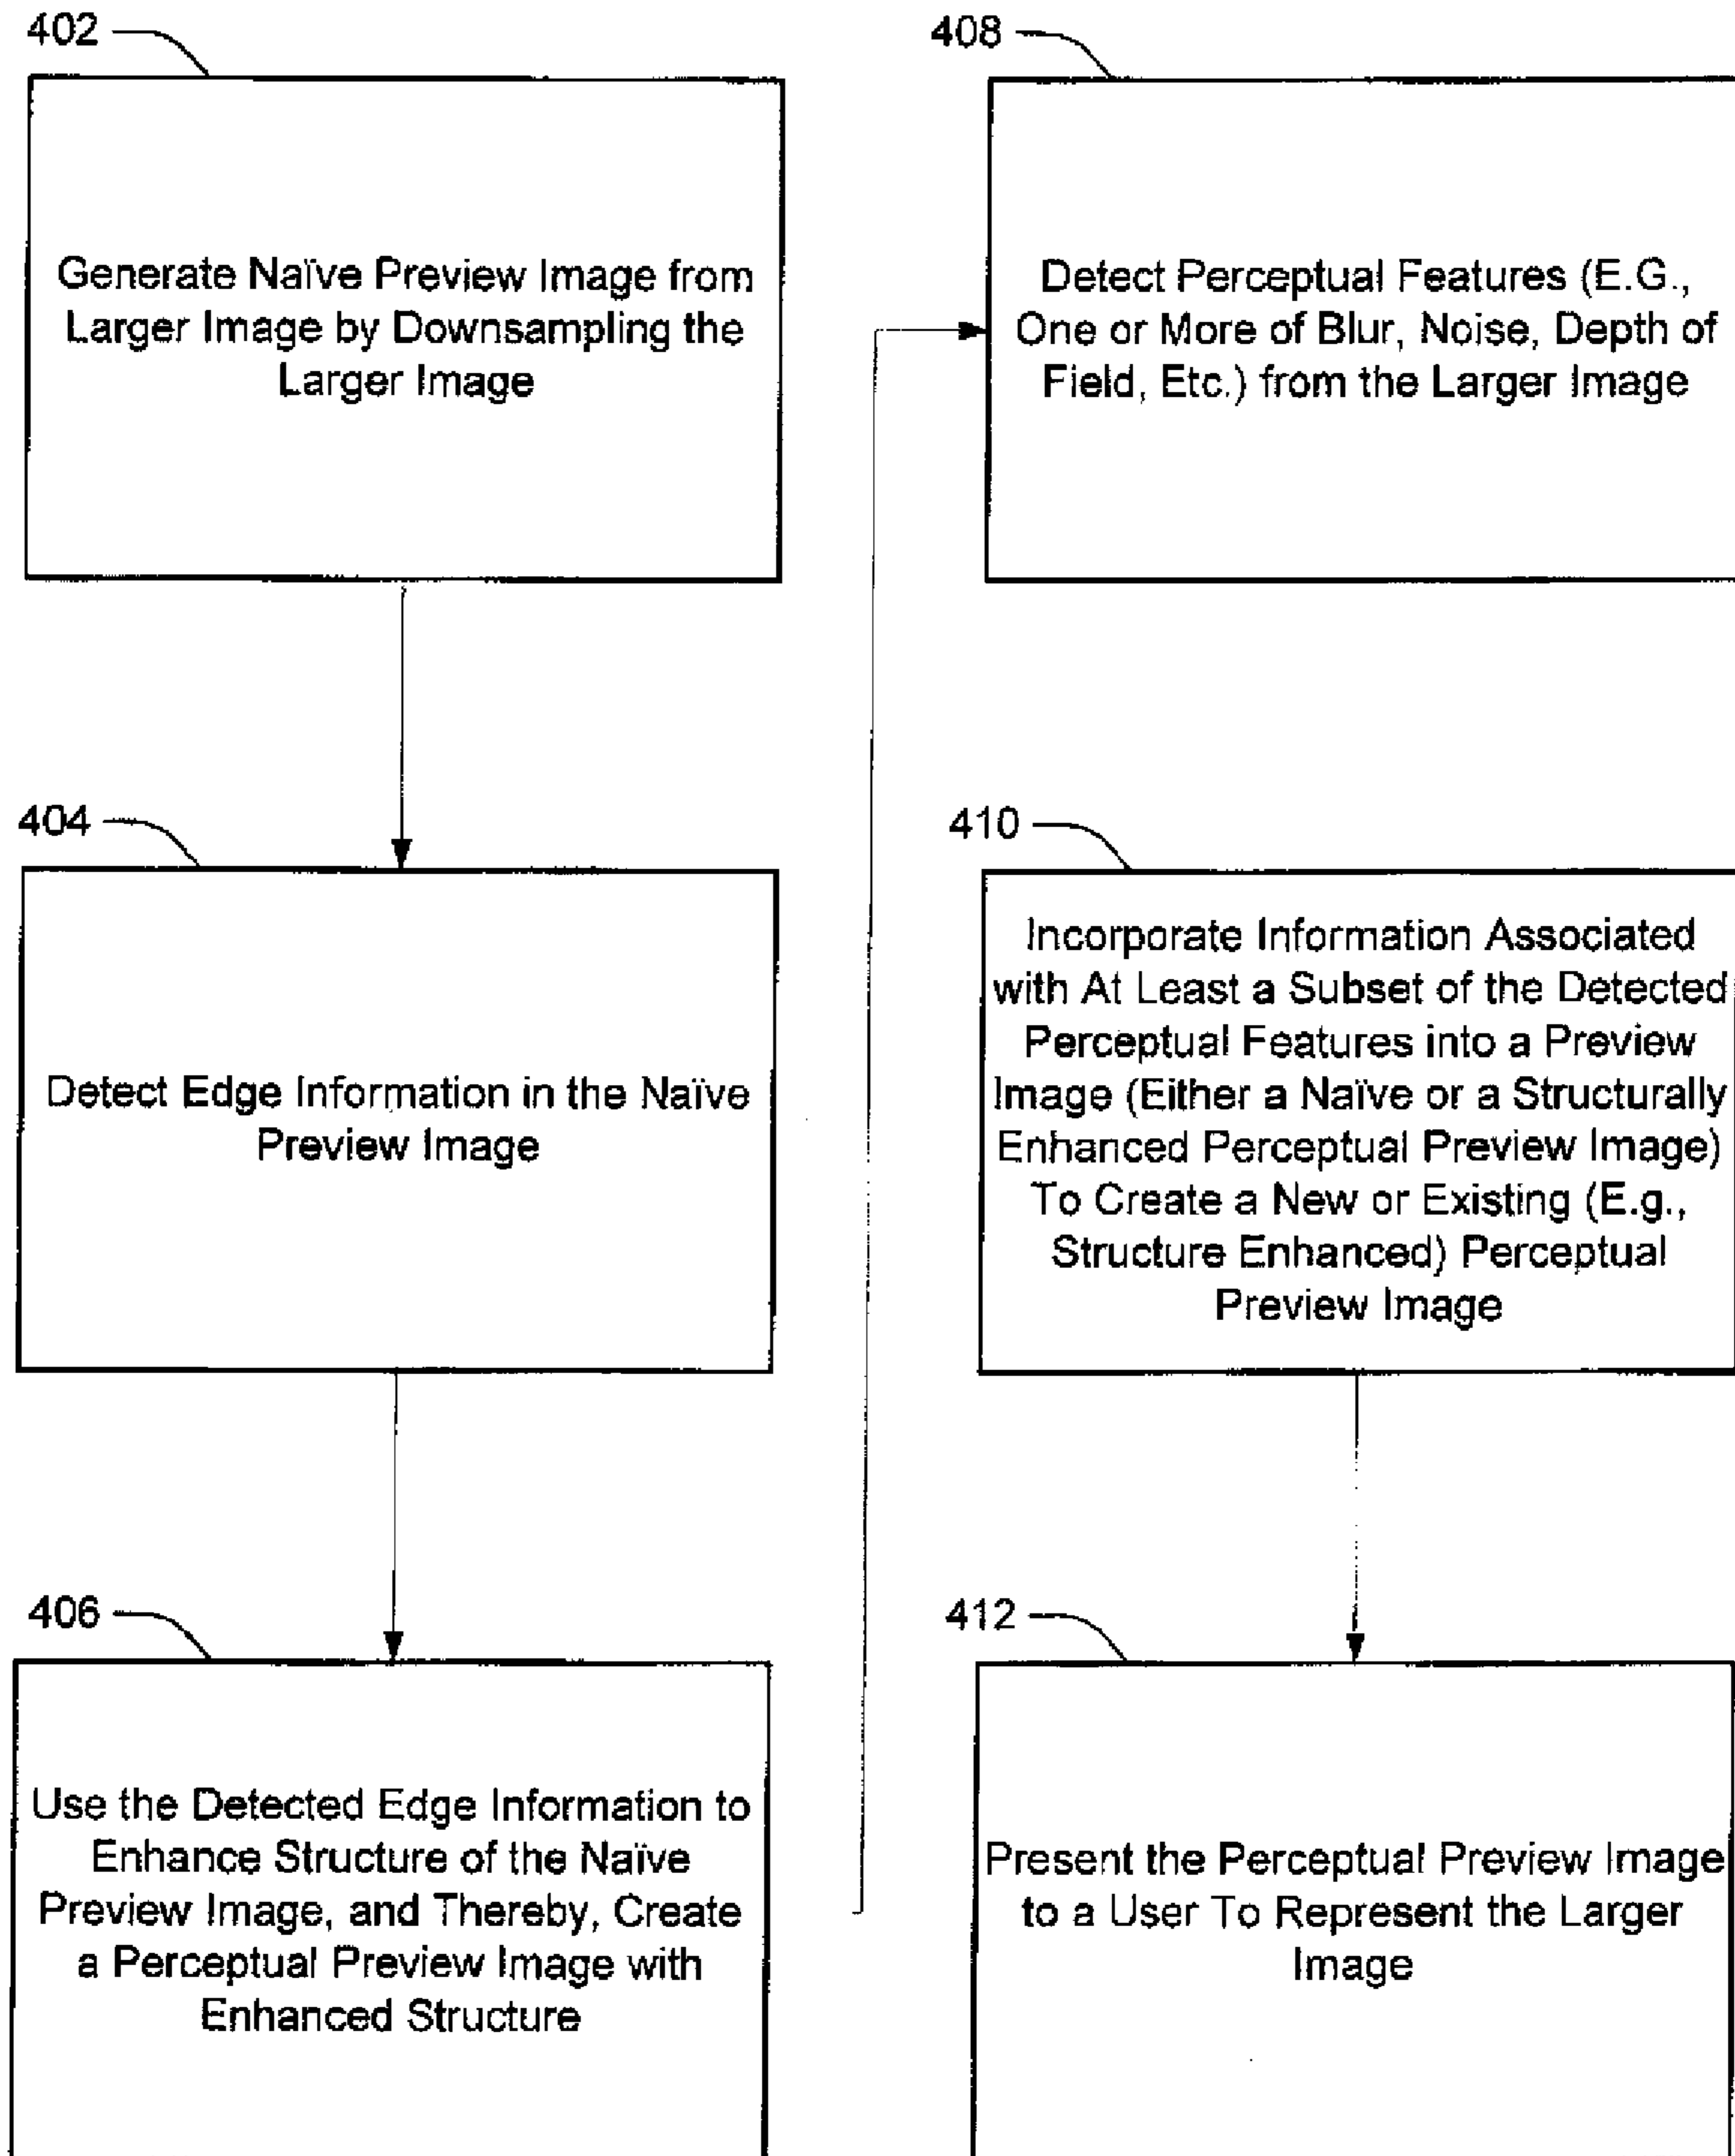 402
Generate Naïve Preview Image from
Larger Image by Downsampling the
Larger Image
404
Detect Edge Information in the Naïve
Preview Image
406
Use the Detected Edge Information to
Enhance Structure of the Naïve
Preview Image, and Thereby, Create
a Perceptual Preview Image with
Enhanced Structure
408
Detect Perceptual Features (E.G.,
One or More of Blur, Noise, Depth of
Field, Etc.) from the Larger Image
410
Incorporate Information Associated
with At Least a Subset of the Detected
Perceptual Features into a Preview
Image (Either a Naïve or a Structurally
Enhanced Perceptual Preview Image)
To Create a New or Existing (E.g.,
Structure Enhanced) Perceptual
Preview Image
412
Present the Perceptual Preview Image
to a User To Represent the Larger
Image